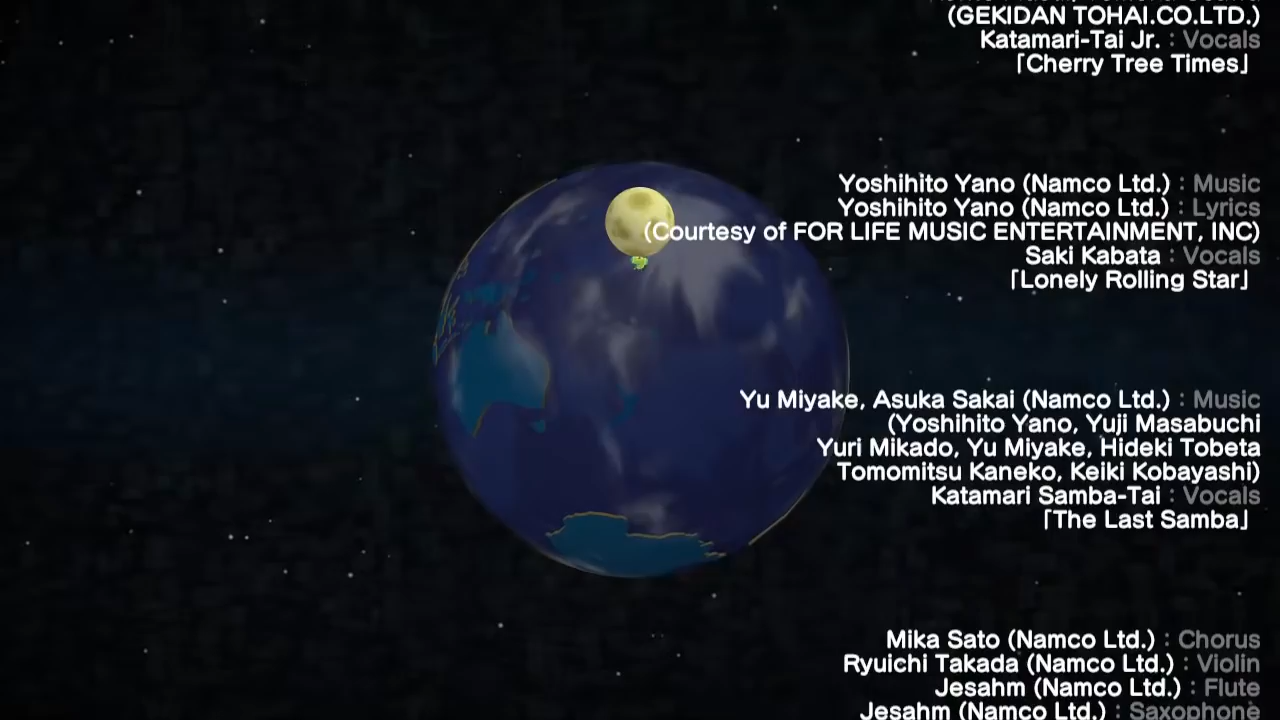 (GEKIDAN TOHAI.CO.LTD.)
Katamari-Tai Jr. : Vocals
「Cherry Tree Times」
Yoshihito Yano (Namco Ltd.) : Music
Yoshihito Yano (Namco Ltd.) : Lyrics
(Courtesy of FOR LIFE MUSIC ENTERTAINMENT, INC)
Saki Kabata : Vocals
「Lonely Rolling Star」
Yu Miyake, Asuka Sakai (Namco Ltd.) : Music
(Yoshihito Yano, Yuji Masabuchi
Yuri Mikado, Yu Miyake, Hideki Tobeta
Tomomitsu Kaneko, Keiki Kobayashi)
Katamari Samba-Tai : Vocals
「The Last Samba」
Mika Sato (Namco Ltd.) : Chorus
Ryuichi Takada (Namco Ltd.) : Violin
Jesahm (Namco Ltd.) : Flute
Jesahm (Namco Ltd.) : Saxophone